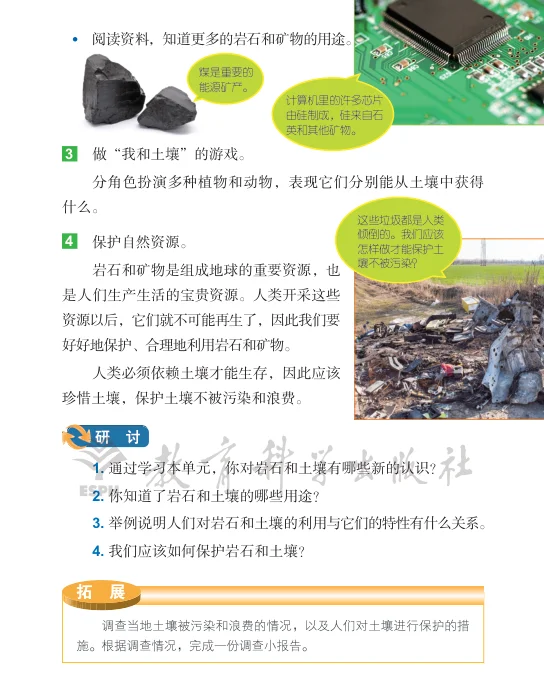 • 阅读资料，知道更多的岩石和矿物的用途。
煤是重要的
能源矿产。
计算机里的许多芯片
由硅制成，硅来自石
英和其他矿物。
3 做“我和土壤”的游戏。
分角色扮演多种植物和动物，表现它们分别能从土壤中获得
什么。
这些垃圾都是人类
倾倒的。我们应该
怎样做才能保护土
壤不被污染？
4 保护自然资源。
岩石和矿物是组成地球的重要资源，也
是人们生产生活的宝贵资源。人类开采这些
资源以后，它们就不可能再生了，因此我们要
好好地保护、合理地利用岩石和矿物。
人类必须依赖土壤才能生存，因此应该
珍惜土壤，保护土壤不被污染和浪费。
研 讨
教育科学出版社
ESPH
1. 通过学习本单元，你对岩石和土壤有哪些新的认识？
2. 你知道了岩石和土壤的哪些用途？
3. 举例说明人们对岩石和土壤的利用与它们的特性有什么关系。
4. 我们应该如何保护岩石和土壤？
拓 展
调查当地土壤被污染和浪费的情况，以及人们对土壤进行保护的措
施。根据调查情况，完成一份调查小报告。